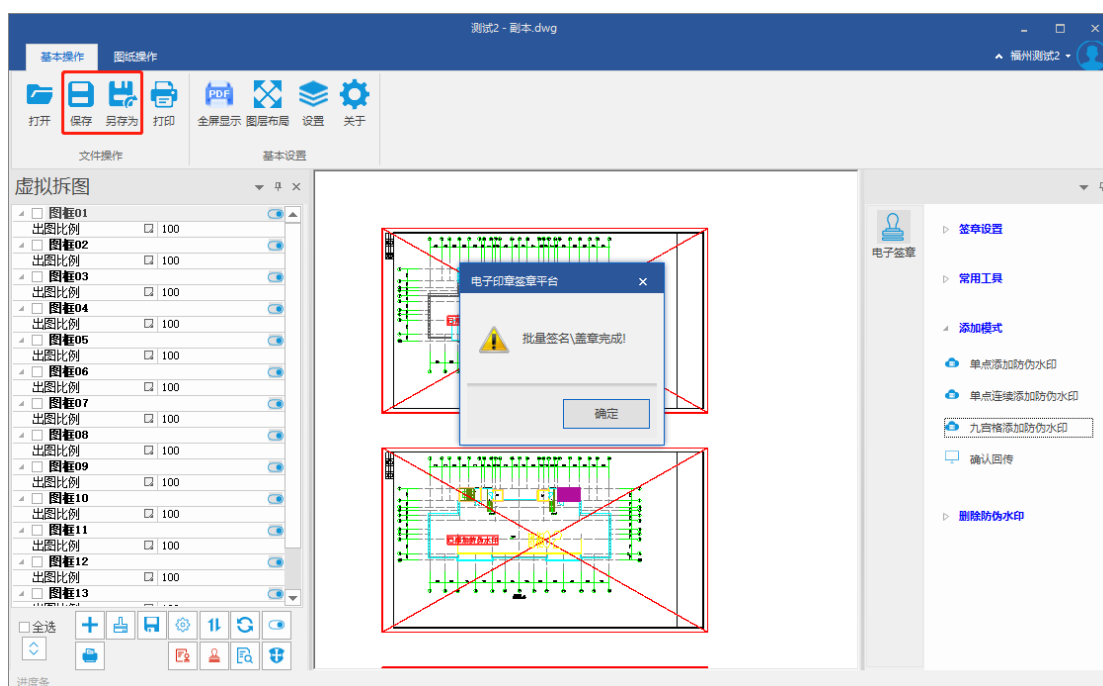 测试2 - 副本.dwg
基本操作 图纸操作
福州测试2
打开 保存 另存为 打印 全屏显示 图层布局 设置 关于
PDF
文件操作 基本设置
虚拟拆图
图框01
出图比例 100
图框02
出图比例 100
图框03
出图比例 100
图框04
出图比例 100
图框05
出图比例 100
图框06
出图比例 100
图框07
出图比例 100
图框08
出图比例 100
图框09
出图比例 100
图框10
出图比例 100
图框11
出图比例 100
图框12
出图比例 100
图框13
全选
进度条
电子印章签章平台
批量签名\盖章完成!
确定
已添加防伪水印
电子签章
签章设置
常用工具
添加模式
单点添加防伪水印
单点连续添加防伪水印
九宫格添加防伪水印
确认回传
删除防伪水印